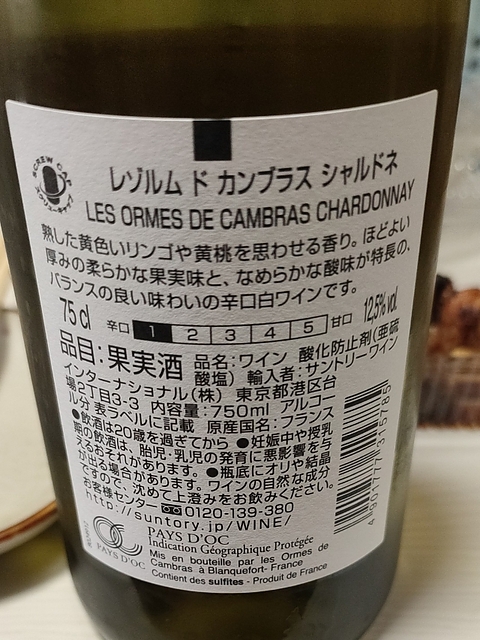 SCREW CAP
レゾルム ド カンブラス シャルドネ
LES ORMES DE CAMBRAS CHARDONNAY
熟した黄色いリンゴや黄桃を思わせる香り。ほどよい
厚みの柔らかな果実味と、なめらかな酸味が特長の、
バランスの良い味わいの辛口白ワインです。
75cl 辛口 1 2 3 4 5 甘口 12,5% vol.
品目:果実酒 品名:ワイン 酸化防止剤(亜硫
酸塩) 輸入者:サントリーワイン
インターナショナル(株) 東京都港区台
場2丁目3-3 内容量:750ml アルコー
ル分 表ラベルに記載 原産国名:フランス
●飲酒は20歳を過ぎてから ●妊娠中や授乳
期の飲酒は、胎児・乳児の発育に悪影響を与
えるおそれがあります。●瓶底にオリや結晶
が出る場合があります。ワインの自然な成分
ですので、沈めて上澄みをお飲みください。
お客様センター 0120-139-380
http://suntory.jp/WINE/
PAYS D'OC
PAYS D'OC
Indication Géographique Protégée
Mis en bouteille par les Ormes de
Cambras à Blanquefort- France
Contient des sulfites - Produit de France